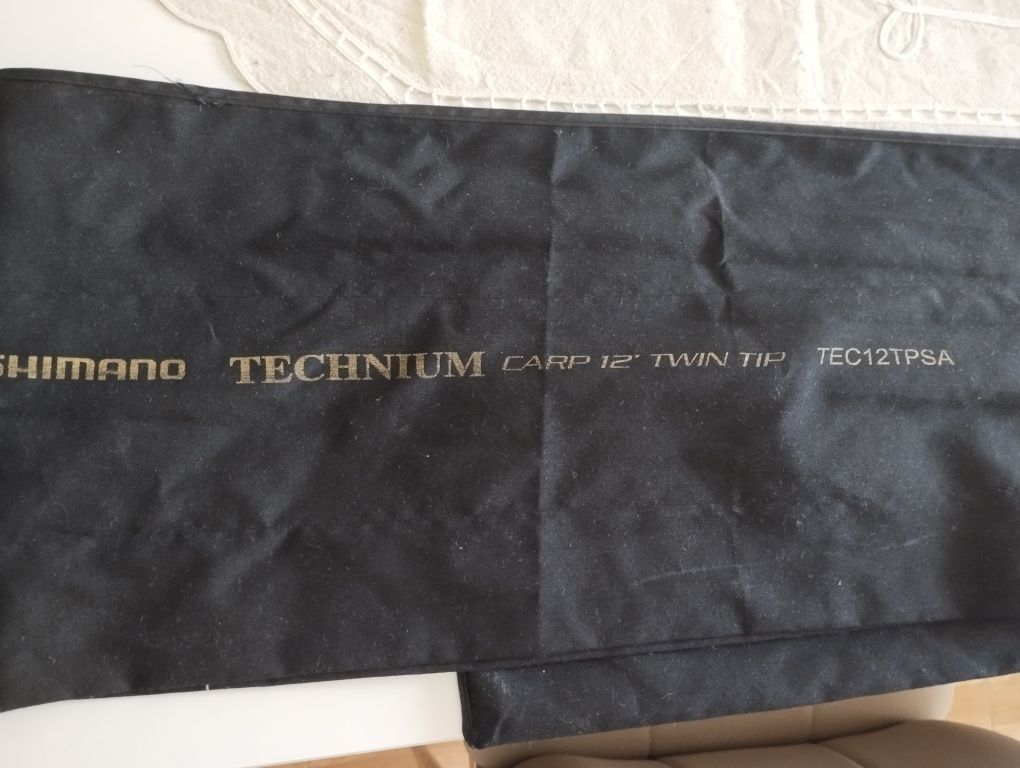 SHIMANO TECHNIUM CARP 12' TWIN TIP TEC12TPSA